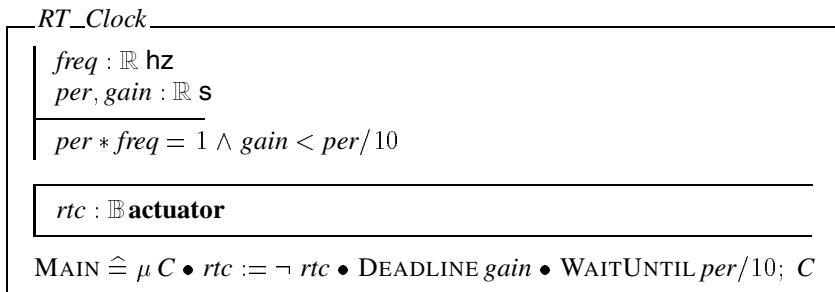 RT_Clock
freq : ℝ hz
per, gain : ℝ s
per ∗ freq = 1 ∧ gain < per/10
rtc : 𝔹 actuator
MAIN ≙ μ C • rtc := ¬ rtc • DEADLINE gain • WAITUNTIL per/10; C